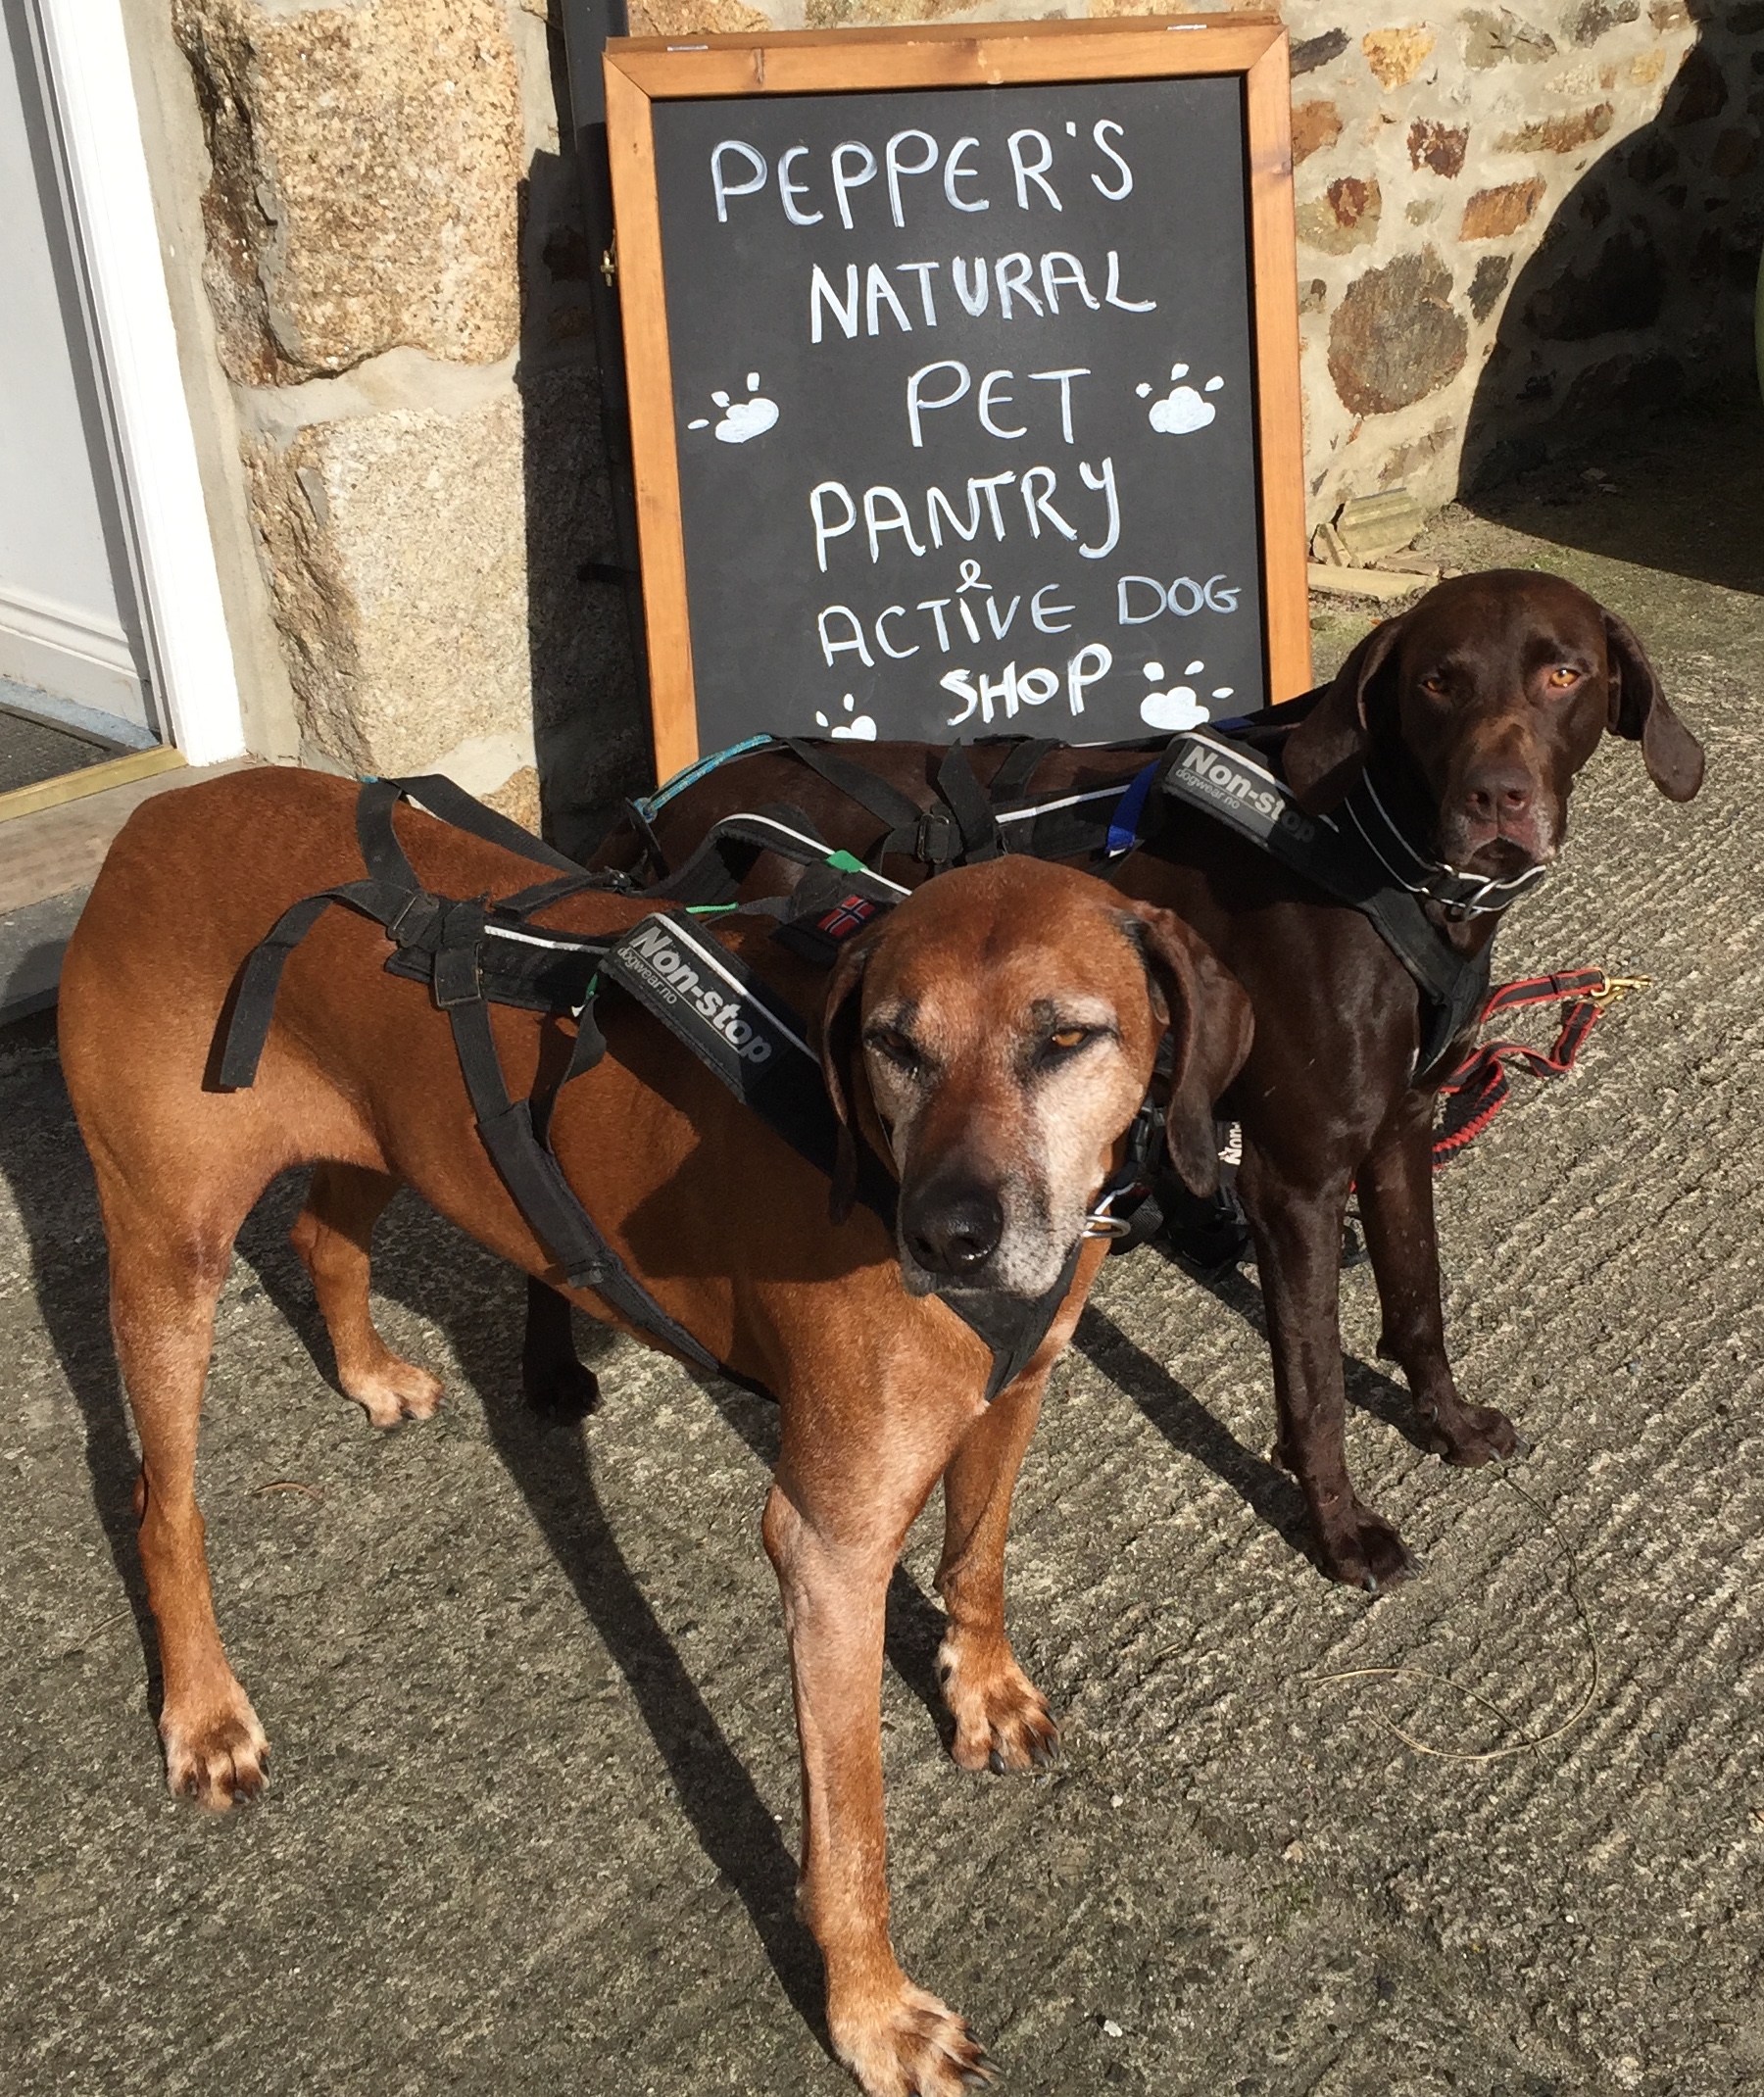 PEPPER'S
NATURAL
PET
PANTRY
&
ACTIVE DOG
SHOP
Non-stop
dogwear.no
Non-stop
dogwear.no